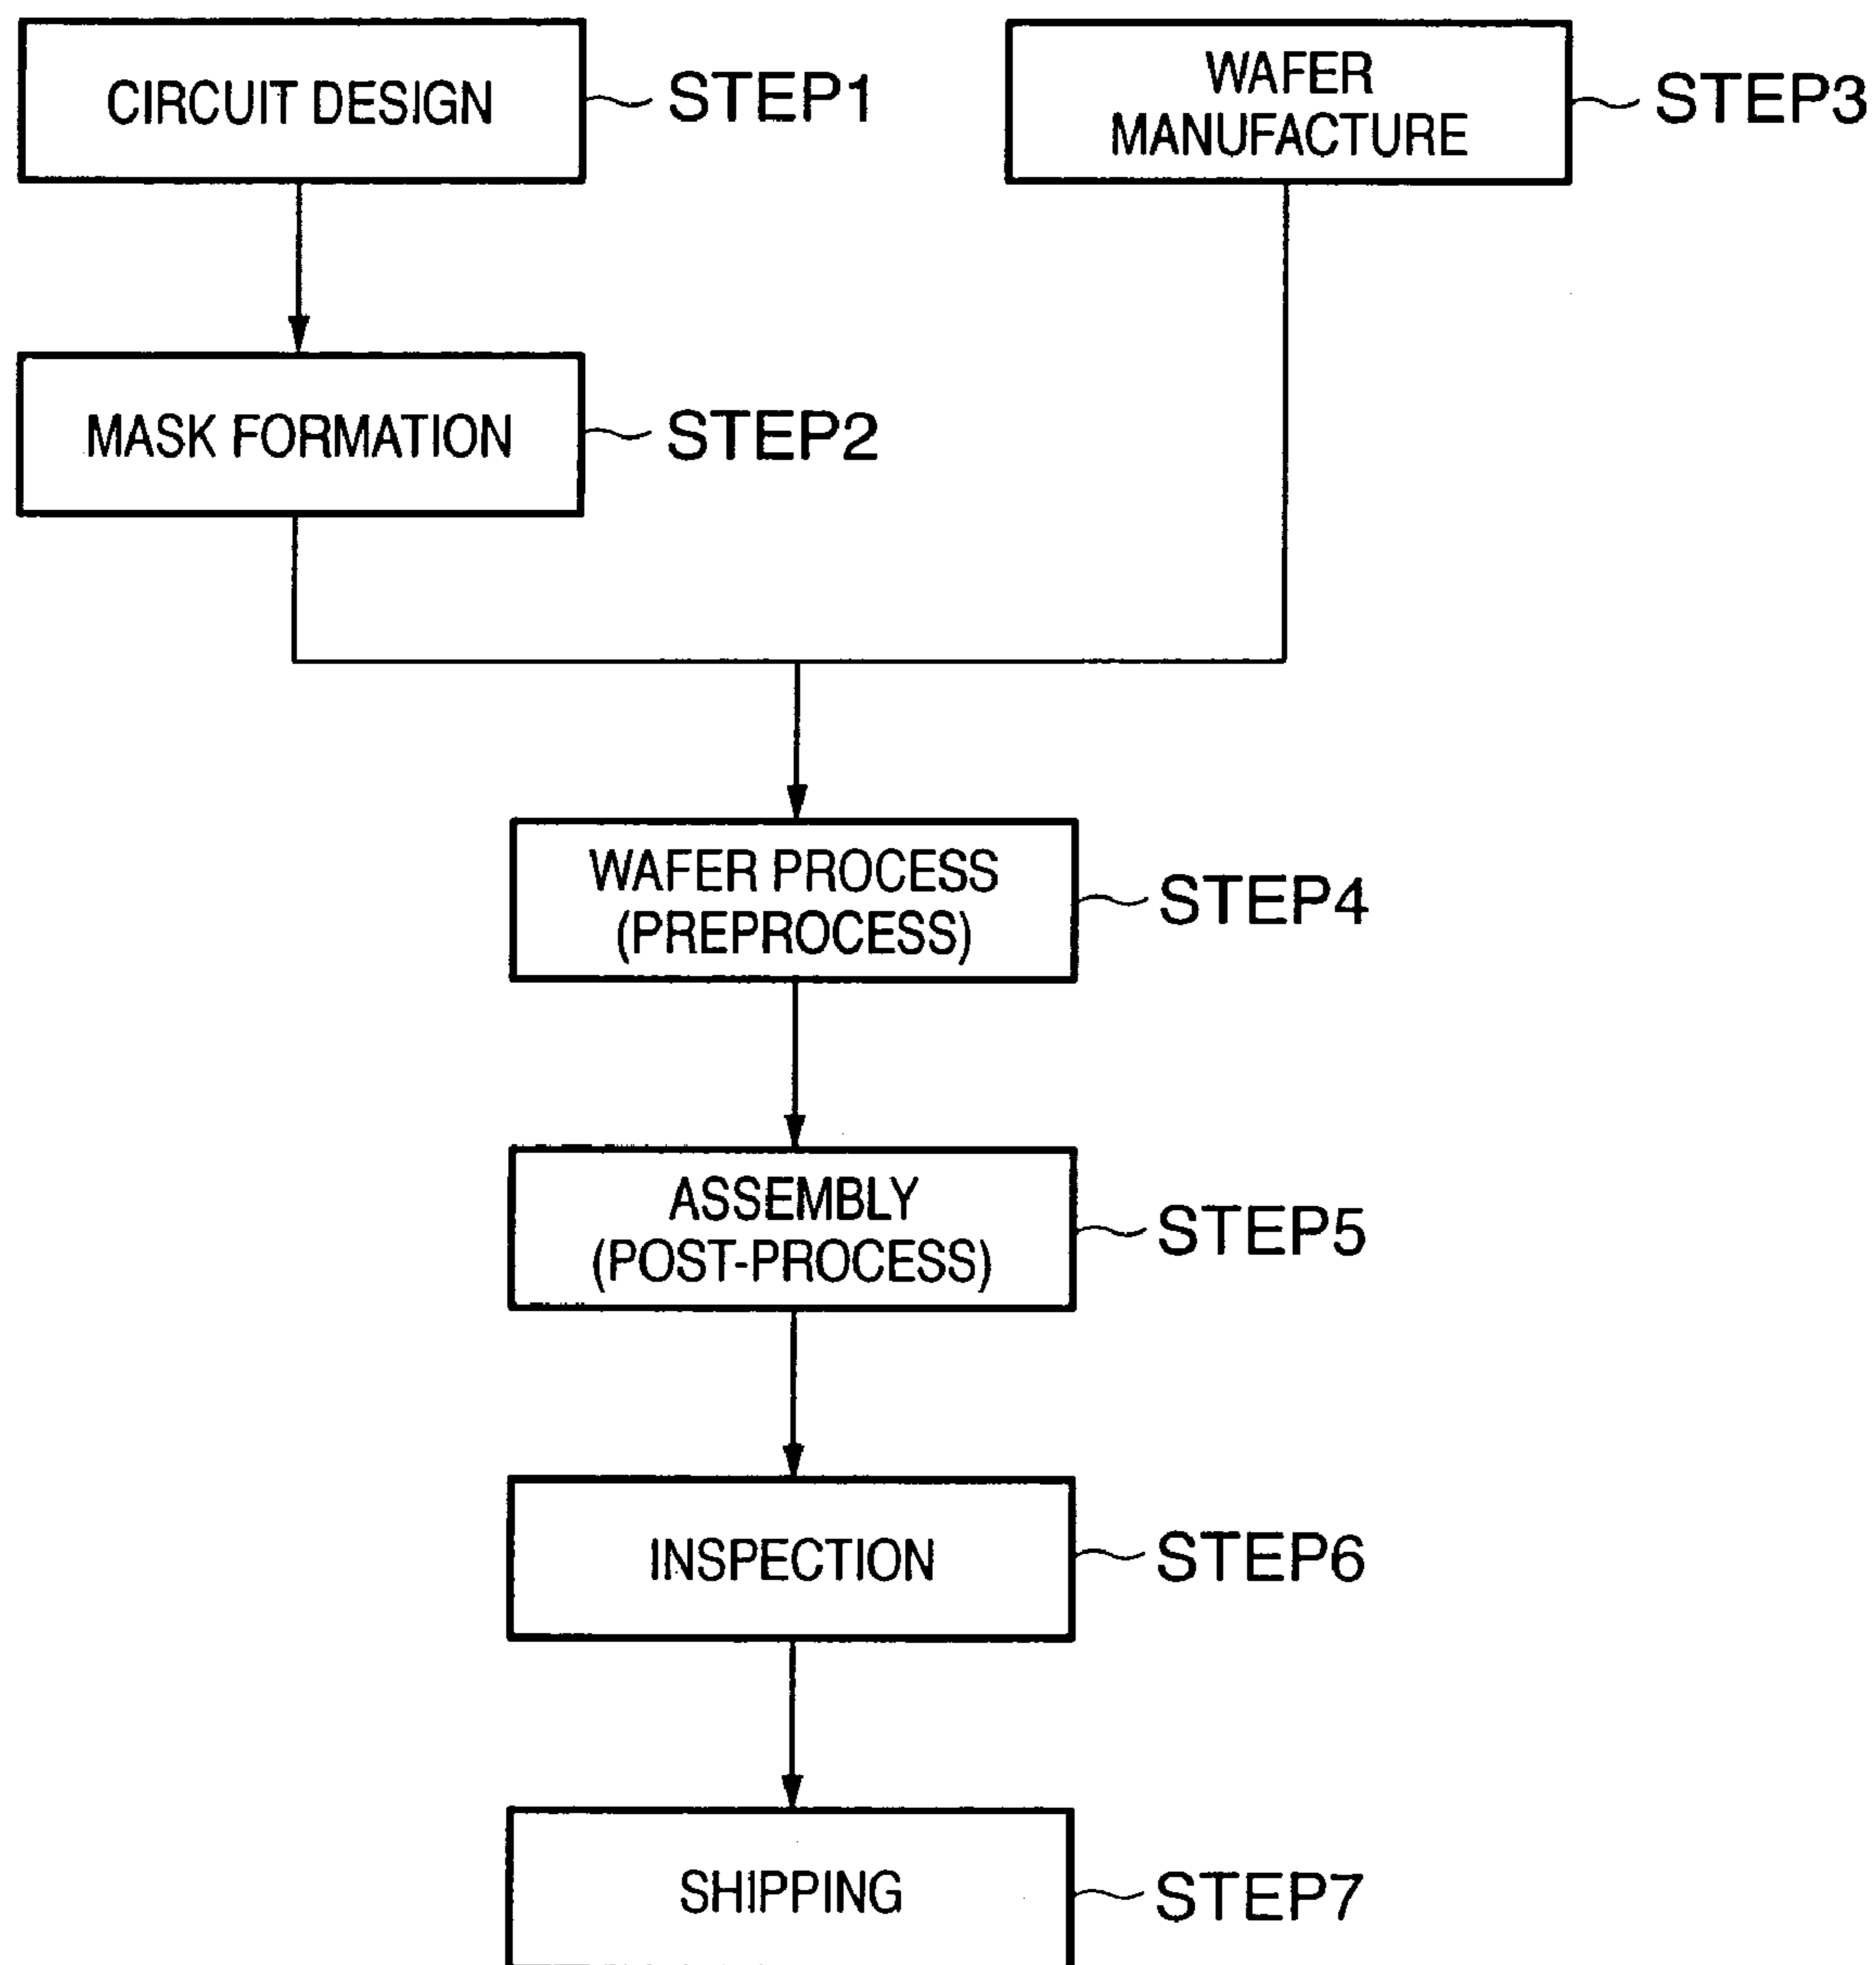 CIRCUIT DESIGN
STEP1
WAFER
MANUFACTURE
STEP3
MASK FORMATION
STEP2
WAFER PROCESS
(PREPROCESS)
STEP4
ASSEMBLY
(POST-PROCESS)
STEP5
INSPECTION
STEP6
SHIPPING
STEP7